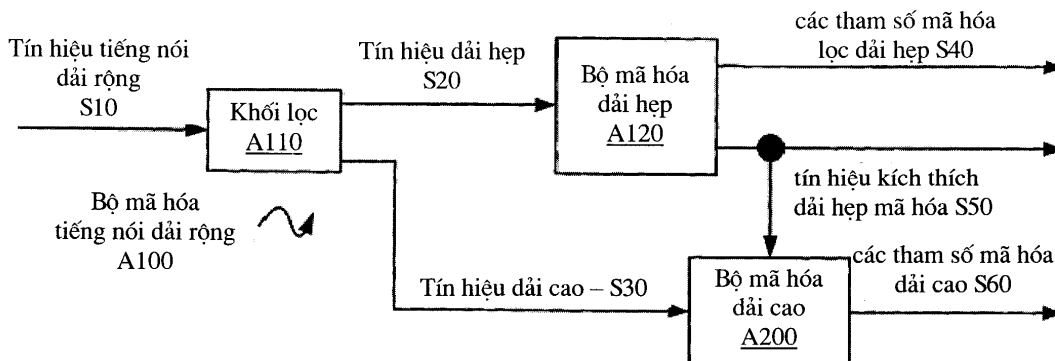 Tín hiệu tiếng nói
dải rộng
S10
Khối lọc
A110
Tín hiệu dải hẹp
S20
Bộ mã hóa
dải hẹp
A120
các tham số mã hóa
lọc dải hẹp S40
tín hiệu kích thích
dải hẹp mã hóa S50
Bộ mã hóa
tiếng nói dải rộng
A100
Tín hiệu dải cao – S30
Bộ mã hóa
dải cao
A200
các tham số mã hóa
dải cao S60